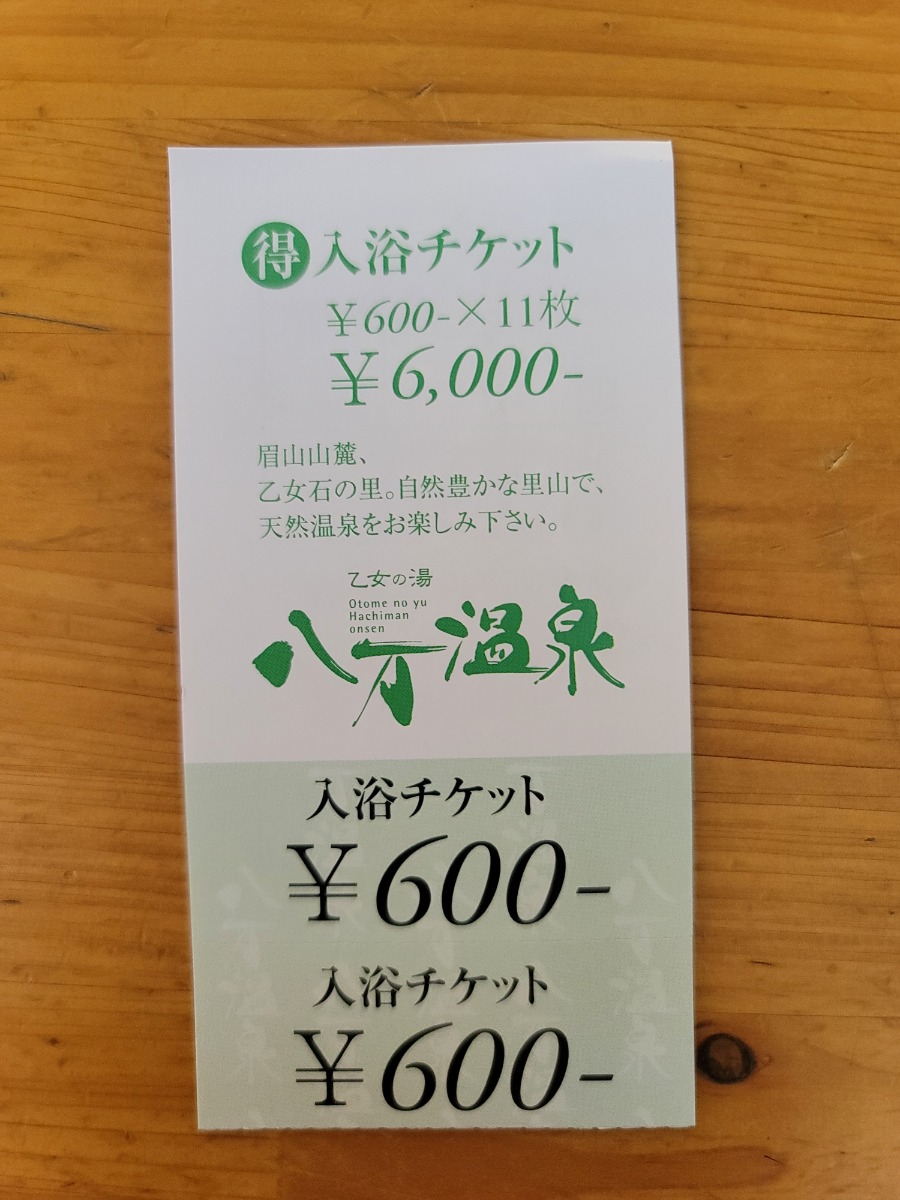 得 入浴チケット
¥600-×11枚
¥6,000-
眉山山麓、
乙女石の里。自然豊かな里山で、
天然温泉をお楽しみ下さい。
乙女の湯
Otome no yu
Hachiman
onsen
八万温泉
入浴チケット
¥600-
入浴チケット
¥600-